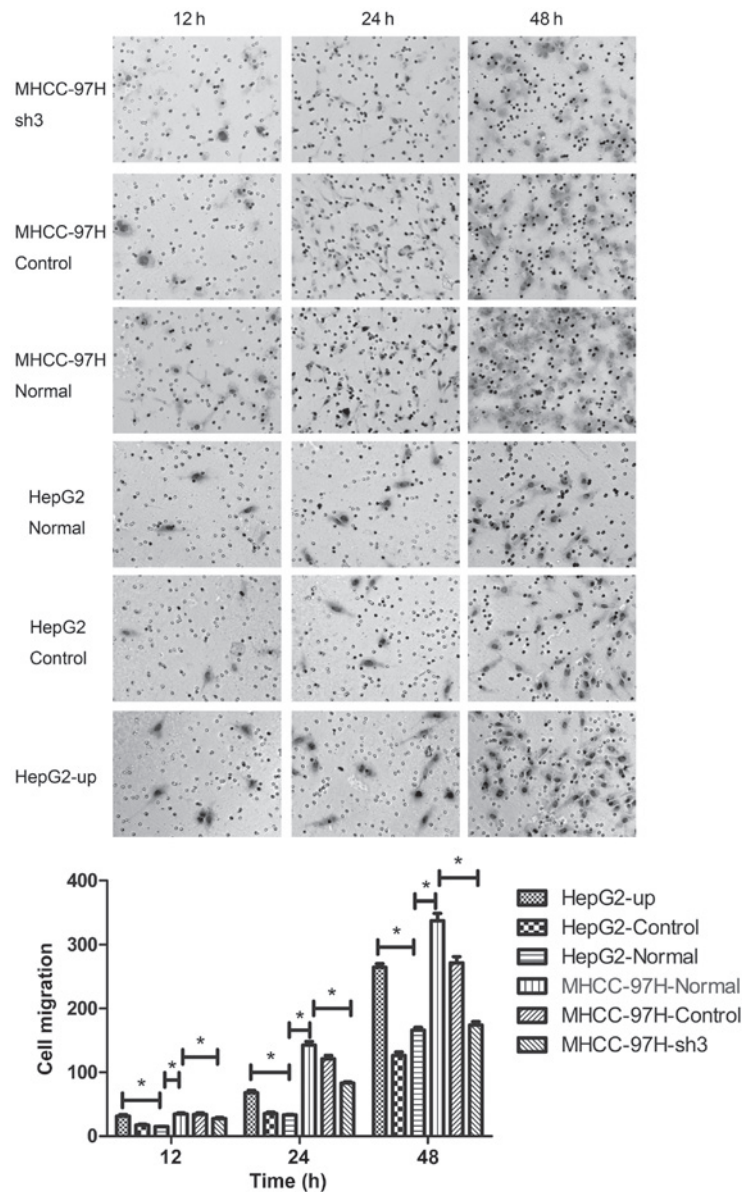 12 h 24 h 48 h
MHCC-97H
sh3
MHCC-97H
Control
MHCC-97H
Normal
HepG2
Normal
HepG2
Control
HepG2-up
Cell migration
400
300
200
100
0
* * *
* * *
* * *
12 24 48
Time (h)
HepG2-up
HepG2-Control
HepG2-Normal
MHCC-97H-Normal
MHCC-97H-Control
MHCC-97H-sh3